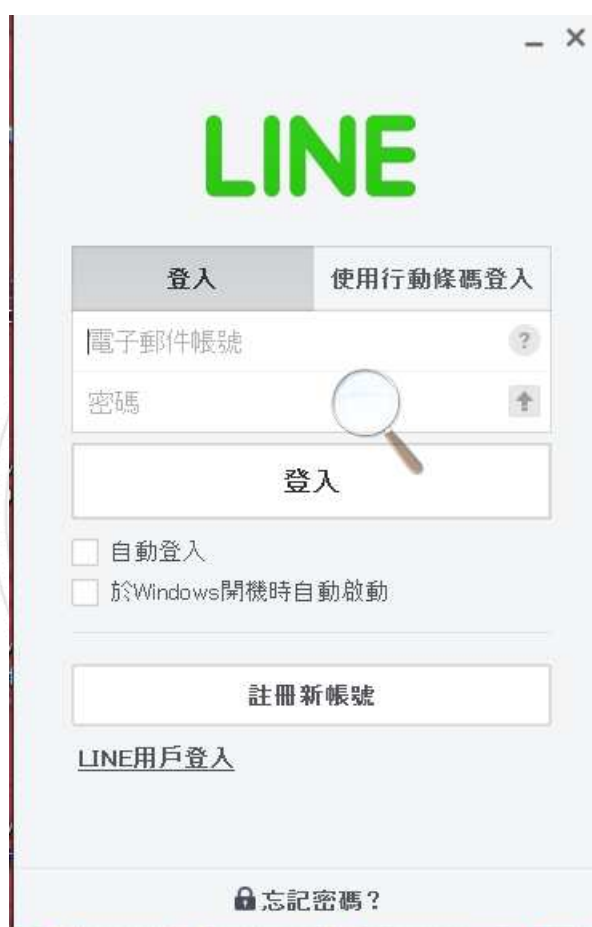 LINE
登入 使用行動條碼登入
電子郵件帳號 ?
密碼
登入
自動登入
於Windows開機時自動啟動
註冊新帳號
LINE用戶登入
忘記密碼?